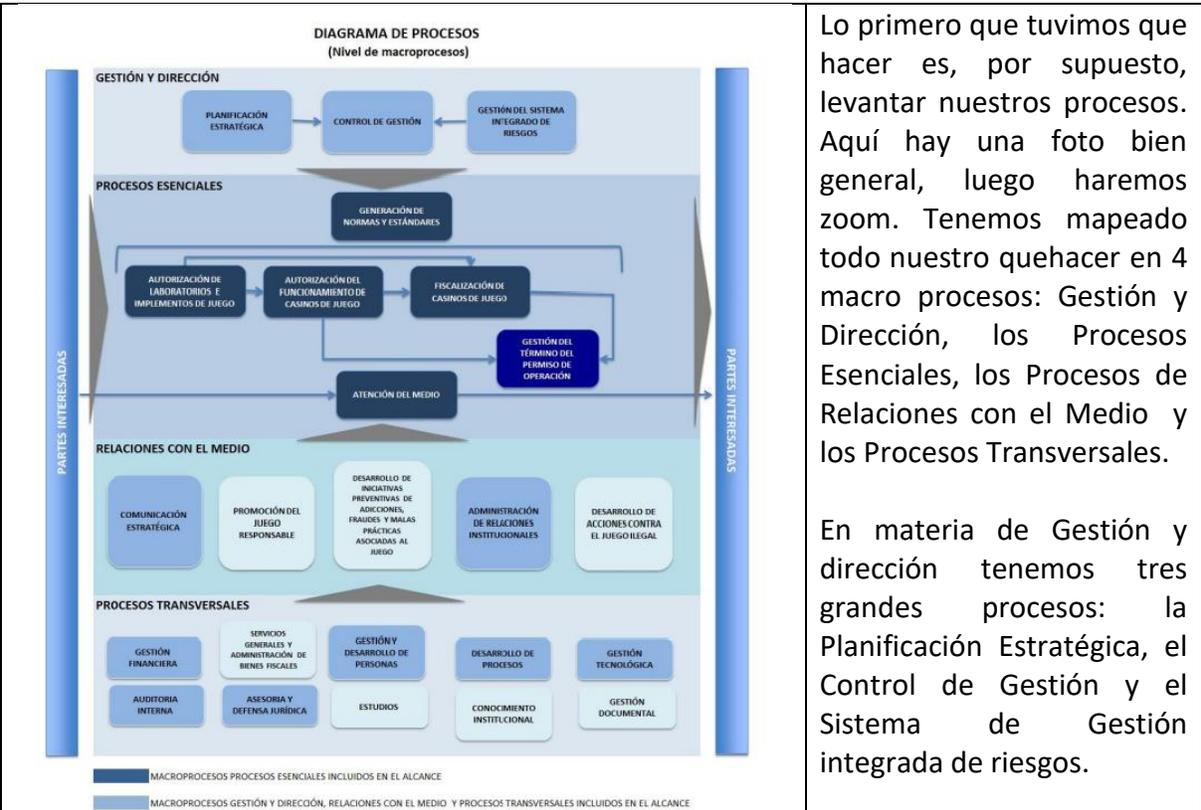 DIAGRAMA DE PROCESOS
(Nivel de macroprocesos)
GESTIÓN Y DIRECCIÓN
PLANIFICACIÓN
ESTRATÉGICA
CONTROL DE GESTIÓN
GESTIÓN DEL SISTEMA
INTEGRADO DE
RIESGOS
PROCESOS ESENCIALES
GENERACIÓN DE
NORMAS Y ESTÁNDARES
AUTORIZACIÓN DE
LABORATORIOS E
IMPLEMENTOS DE JUEGO
AUTORIZACIÓN DEL
FUNCIONAMIENTO DE
CASINOS DE JUEGO
FISCALIZACIÓN DE
CASINOS DE JUEGO
GESTIÓN DEL
TÉRMINO DEL
PERMISO DE
OPERACIÓN
ATENCIÓN DEL MEDIO
PARTES INTERESADAS
PARTES INTERESADAS
RELACIONES CON EL MEDIO
COMUNICACIÓN
ESTRATÉGICA
PROMOCIÓN DEL
JUEGO
RESPONSABLE
DESARROLLO DE
INICIATIVAS
PREVENTIVAS DE
ADICCIONES,
FRAUDES Y MALAS
PRÁCTICAS
ASOCIADAS AL
JUEGO
ADMINISTRACIÓN
DE RELACIONES
INSTITUCIONALES
DESARROLLO DE
ACCIONES CONTRA
EL JUEGO ILEGAL
PROCESOS TRANSVERSALES
GESTIÓN
FINANCIERA
SERVICIOS
GENERALES Y
ADMINISTRACIÓN DE
BIENES FISCALES
GESTIÓN Y
DESARROLLO DE
PERSONAS
DESARROLLO DE
PROCESOS
GESTIÓN
TECNOLÓGICA
AUDITORIA
INTERNA
ASESORIA Y
DEFENSA JURÍDICA
ESTUDIOS
CONOCIMIENTO
INSTITUCIONAL
GESTIÓN
DOCUMENTAL
MACROPROCESOS PROCESOS ESENCIALES INCLUIDOS EN EL ALCANCE
MACROPROCESOS GESTIÓN Y DIRECCIÓN, RELACIONES CON EL MEDIO Y PROCESOS TRANSVERSALES INCLUIDOS EN EL ALCANCE
Lo primero que tuvimos que
hacer es, por supuesto,
levantar nuestros procesos.
Aquí hay una foto bien
general, luego haremos
zoom. Tenemos mapeado
todo nuestro quehacer en 4
macro procesos: Gestión y
Dirección, los Procesos
Esenciales, los Procesos de
Relaciones con el Medio y
los Procesos Transversales.
En materia de Gestión y
dirección tenemos tres
grandes procesos: la
Planificación Estratégica, el
Control de Gestión y el
Sistema de Gestión
integrada de riesgos.